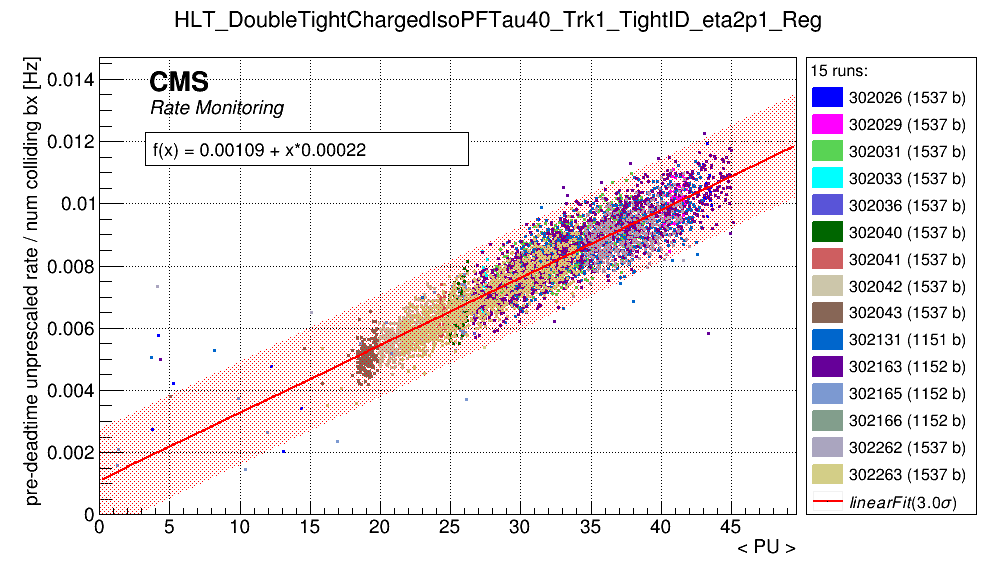 HLT_DoubleTightChargedIsoPFTau40_Trk1_TightID_eta2p1_Reg
pre-deadtime unprescaled rate / num colliding bx [Hz]
CMS
Rate Monitoring
f(x) = 0.00109 + x*0.00022
0.014
0.012
0.01
0.008
0.006
0.004
0.002
0
0 5 10 15 20 25 30 35 40 45
< PU >
15 runs:
302026 (1537 b)
302029 (1537 b)
302031 (1537 b)
302033 (1537 b)
302036 (1537 b)
302040 (1537 b)
302041 (1537 b)
302042 (1537 b)
302043 (1537 b)
302131 (1151 b)
302163 (1152 b)
302165 (1152 b)
302166 (1152 b)
302262 (1537 b)
302263 (1537 b)
linearFit(3.0σ)